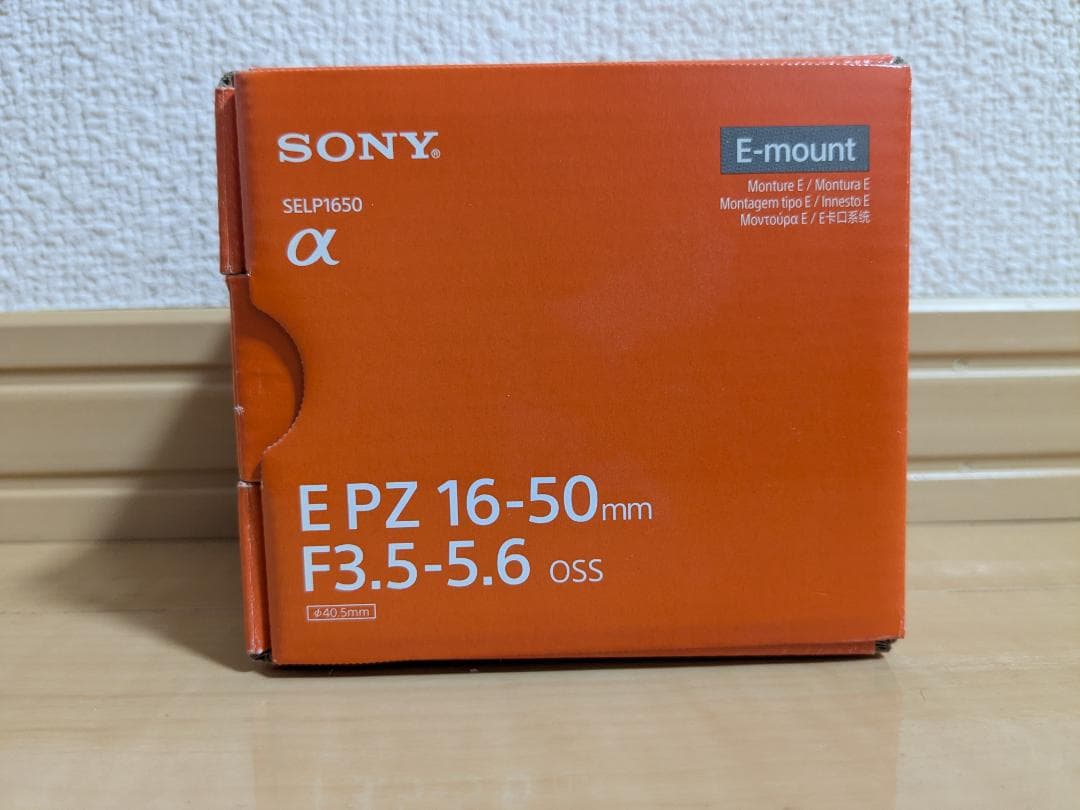 SONY®
SELP1650
α
E-mount
Monture E / Montura E
Montagem tipo E / Innesto E
Μοντούρα E / E卡口系统
E PZ 16-50mm
F3.5-5.6 OSS
ϕ40.5mm